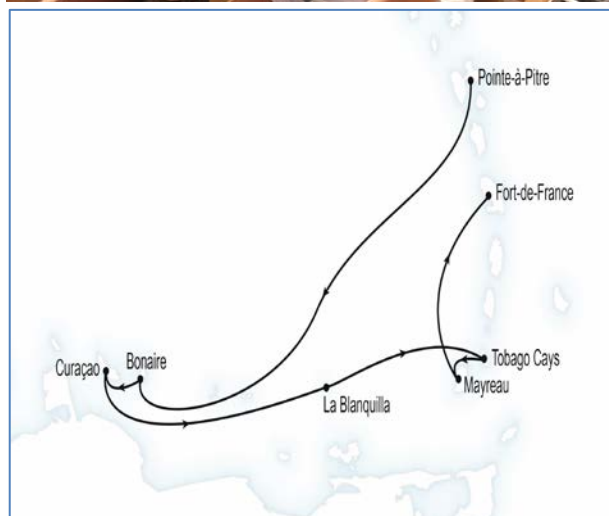 Pointe-à-Pitre
Fort-de-France
Curaçao
Bonaire
Tobago Cays
Mayreau
La Blanquilla